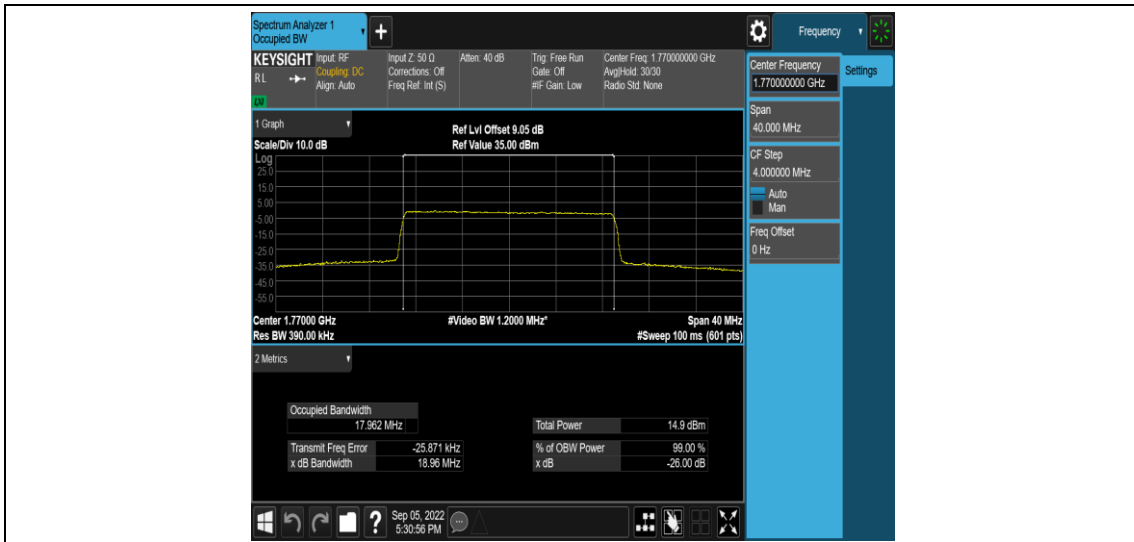 Spectrum Analyzer 1
Occupied BW
+
Frequency
KEYSIGHT
RL
LXI
Input: RF
Coupling: DC
Align: Auto
Input Z: 50 Ω
Corrections: Off
Freq Ref: Int (S)
Atten: 40 dB
Trig: Free Run
Gate: Off
#IF Gain: Low
Center Freq: 1.770000000 GHz
Avg|Hold: 30/30
Radio Std: None
Center Frequency
1.770000000 GHz
Settings
Span
40.000 MHz
CF Step
4.000000 MHz
Auto
Man
Freq Offset
0 Hz
1 Graph
Scale/Div 10.0 dB
Ref Lvl Offset 9.05 dB
Ref Value 35.00 dBm
Log
25.0
15.0
5.00
-5.00
-15.0
-25.0
-35.0
-45.0
-55.0
Center 1.77000 GHz
#Video BW 1.2000 MHz*
Span 40 MHz
Res BW 390.00 kHz
#Sweep 100 ms (601 pts)
2 Metrics
Occupied Bandwidth
17.962 MHz
Total Power 14.9 dBm
Transmit Freq Error -25.871 kHz
% of OBW Power 99.00 %
x dB Bandwidth 18.96 MHz
x dB -26.00 dB
?
Sep 05, 2022
5:30:56 PM